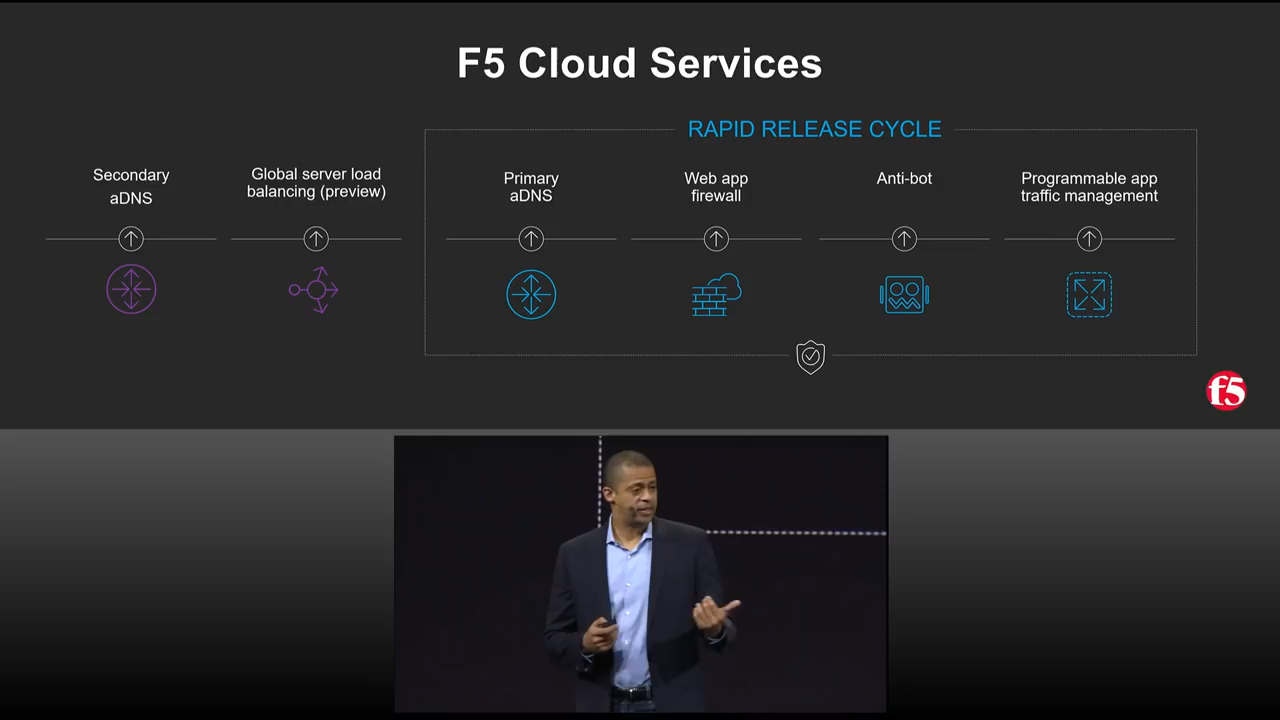 F5 Cloud Services
RAPID RELEASE CYCLE
Secondary
aDNS
Global server load
balancing (preview)
Primary
aDNS
Web app
firewall
Anti-bot
Programmable app
traffic management
f5